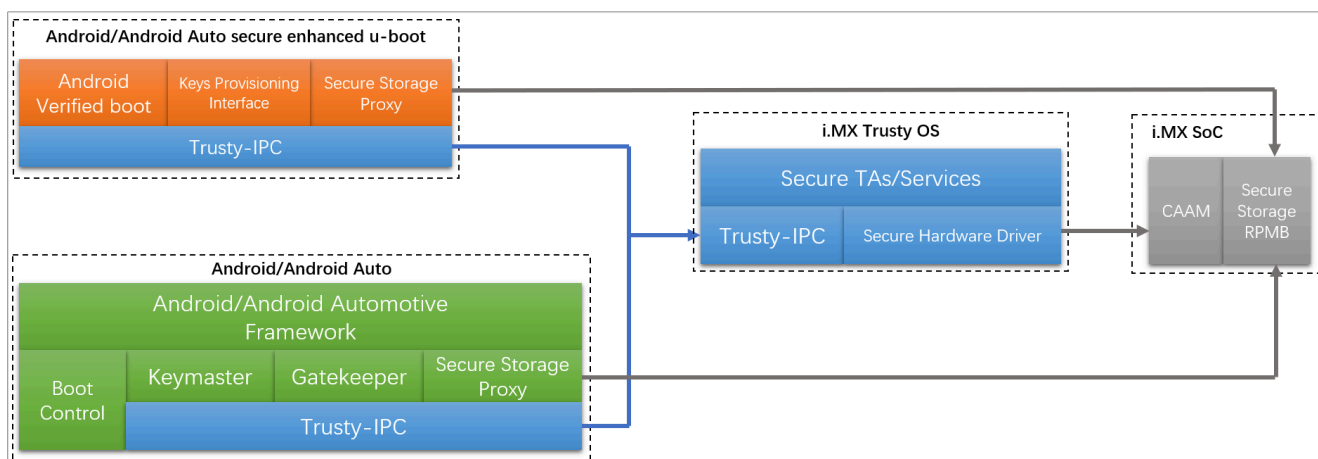 Android/Android Auto secure enhanced u-boot
Android
Verified boot
Keys Provisioning
Interface
Secure Storage
Proxy
Trusty-IPC
i.MX Trusty OS
Secure TAs/Services
Trusty-IPC
Secure Hardware Driver
i.MX SoC
CAAM
Secure
Storage
RPMB
Android/Android Auto
Android/Android Automotive
Framework
Boot
Control
Keymaster
Gatekeeper
Secure Storage
Proxy
Trusty-IPC